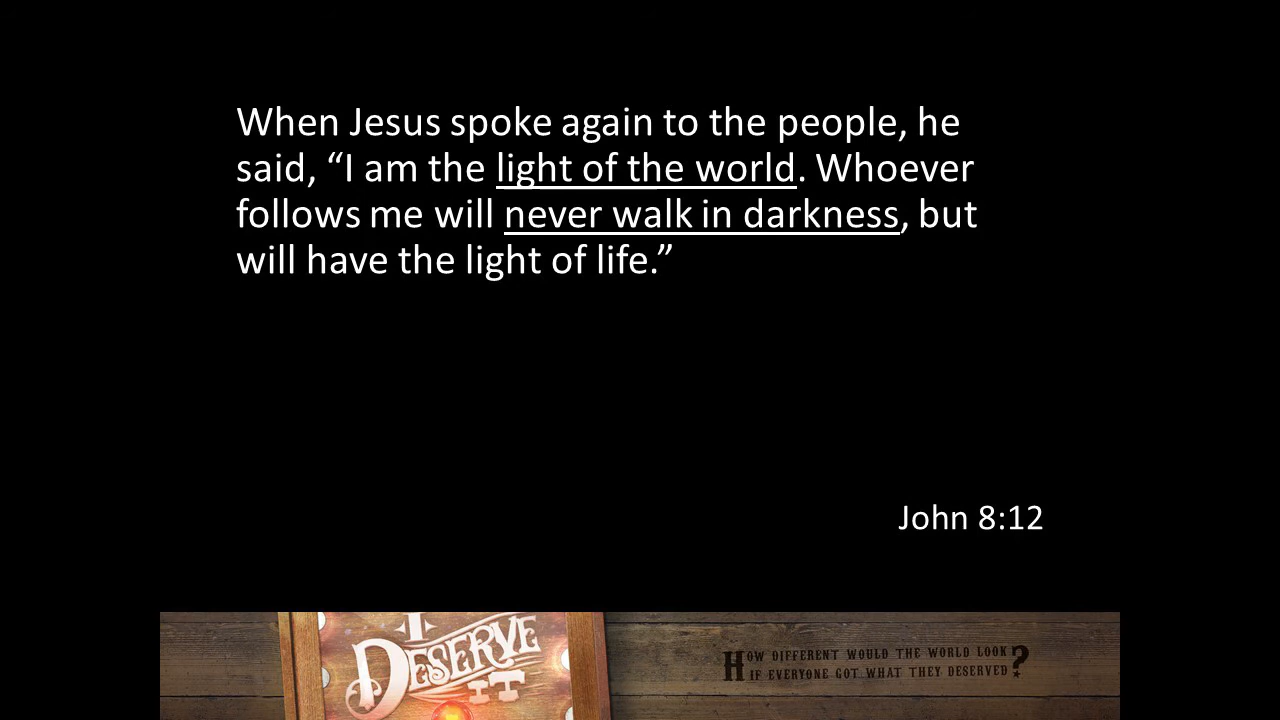 When Jesus spoke again to the people, he
said, “I am the light of the world. Whoever
follows me will never walk in darkness, but
will have the light of life.”
John 8:12
I
DESERVE
IT
HOW DIFFERENT WOULD THE WORLD LOOK
IF EVERYONE GOT WHAT THEY DESERVED?